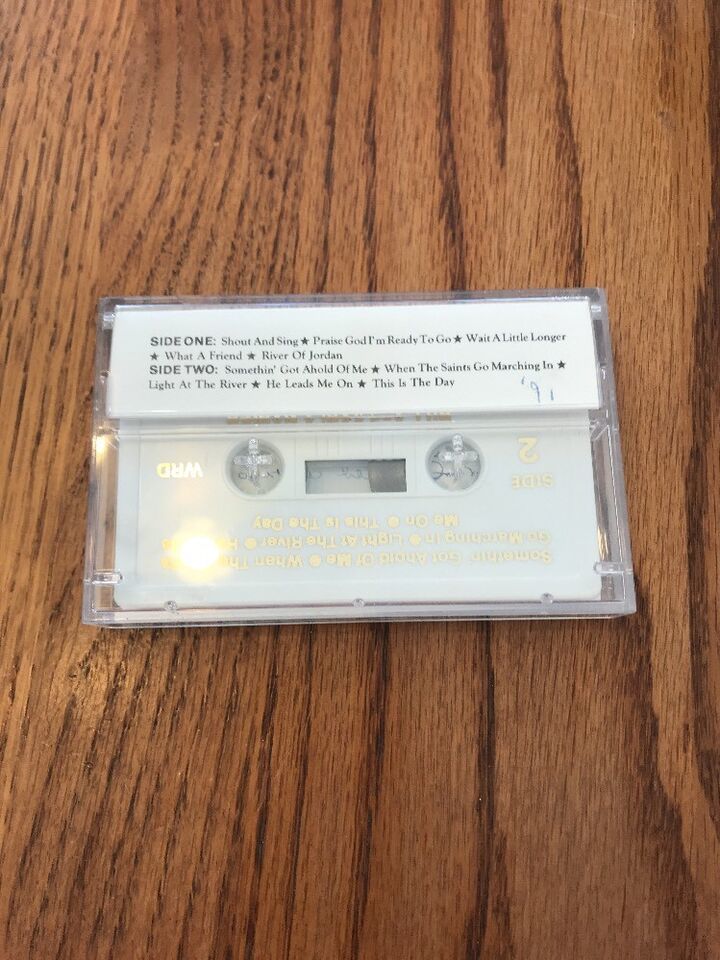 SIDE ONE: Shout And Sing ★ Praise God I'm Ready To Go ★ Wait A Little Longer
★ What A Friend ★ River Of Jordan
SIDE TWO: Somethin' Got Ahold Of Me ★ When The Saints Go Marching In ★
Light At The River ★ He Leads Me On ★ This Is The Day
'91
SIDE
2
WRD
Somethin' Got Ahold Of Me ● When The
Go Marching In ● Light At The River ●
Me On ● This Is The Day